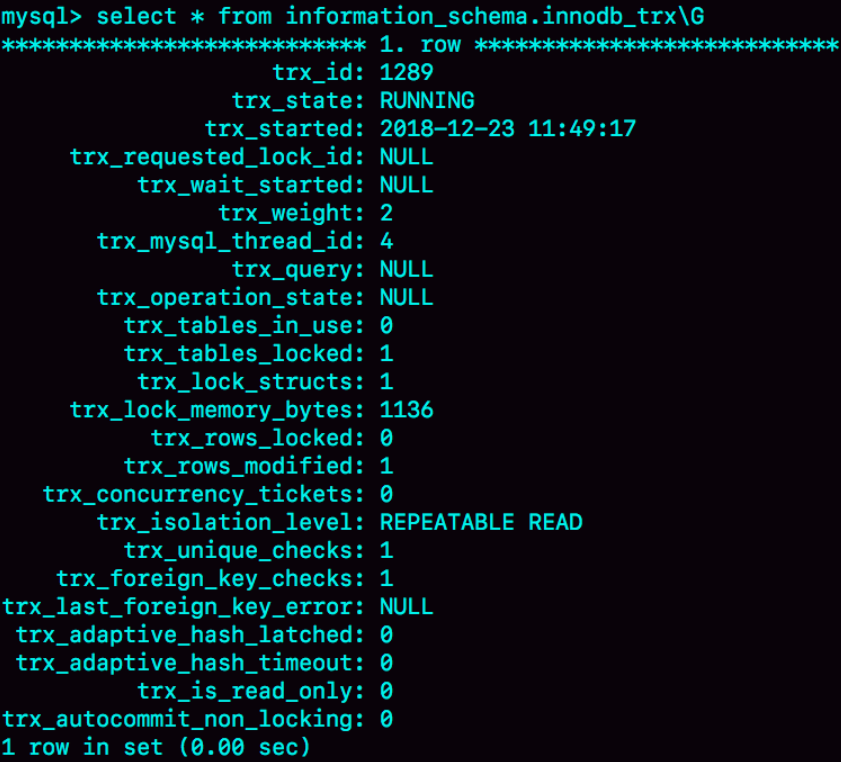 mysql> select * from information_schema.innodb_trx\G
*************************** 1. row ***************************
trx_id: 1289
trx_state: RUNNING
trx_started: 2018-12-23 11:49:17
trx_requested_lock_id: NULL
trx_wait_started: NULL
trx_weight: 2
trx_mysql_thread_id: 4
trx_query: NULL
trx_operation_state: NULL
trx_tables_in_use: 0
trx_tables_locked: 1
trx_lock_structs: 1
trx_lock_memory_bytes: 1136
trx_rows_locked: 0
trx_rows_modified: 1
trx_concurrency_tickets: 0
trx_isolation_level: REPEATABLE READ
trx_unique_checks: 1
trx_foreign_key_checks: 1
trx_last_foreign_key_error: NULL
trx_adaptive_hash_latched: 0
trx_adaptive_hash_timeout: 0
trx_is_read_only: 0
trx_autocommit_non_locking: 0
1 row in set (0.00 sec)